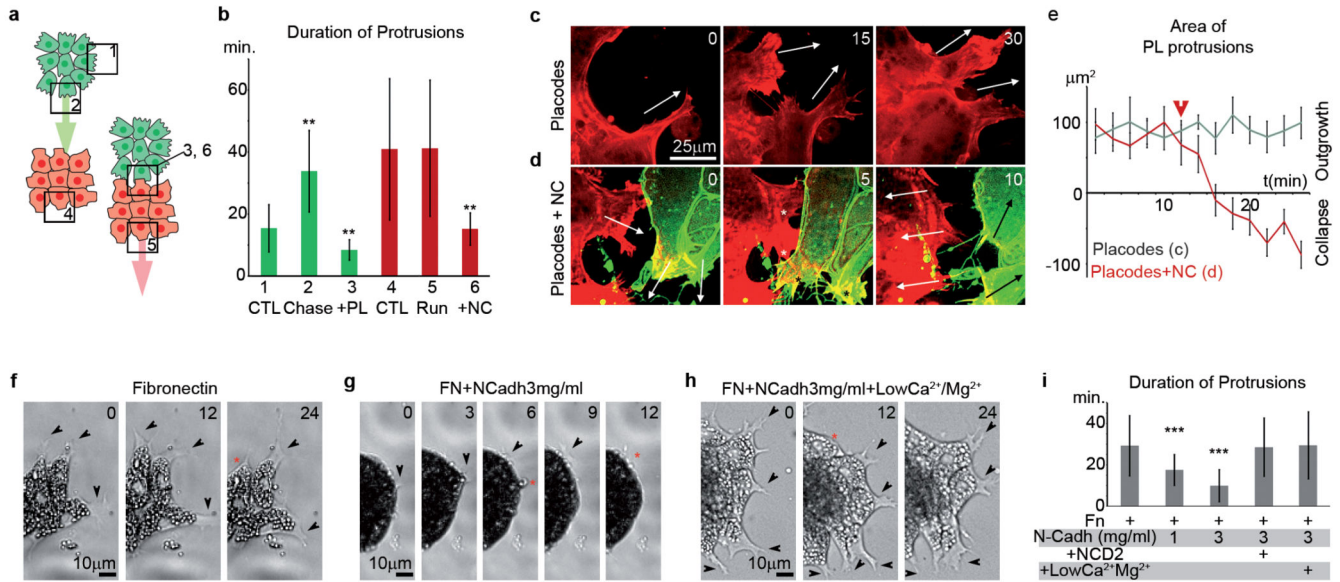 a
1
2
3, 6
4
5
b
Duration of Protrusions
min.
60
40
20
0
**
**
**
1 2 3 4 5 6
CTL Chase +PL CTL Run +NC
c
Placodes
0
15
30
25µm
d
Placodes + NC
0
5
10
*
*
*
*
e
Area of
PL protrusions
µm²
100
0
-100
10 20
t(min)
Outgrowth
Collapse
Placodes (c)
Placodes+NC (d)
f
Fibronectin
0
12
24
*
10µm
g
FN+NCadh3mg/ml
0
3
6
9
12
*
*
10µm
h
FN+NCadh3mg/ml+LowCa²⁺/Mg²⁺
0
12
24
*
10µm
i
Duration of Protrusions
min.
40
20
0
***
***
Fn + + + + +
N-Cadh (mg/ml) 1 3 3 3
+NCD2 +
+LowCa²⁺Mg²⁺ +